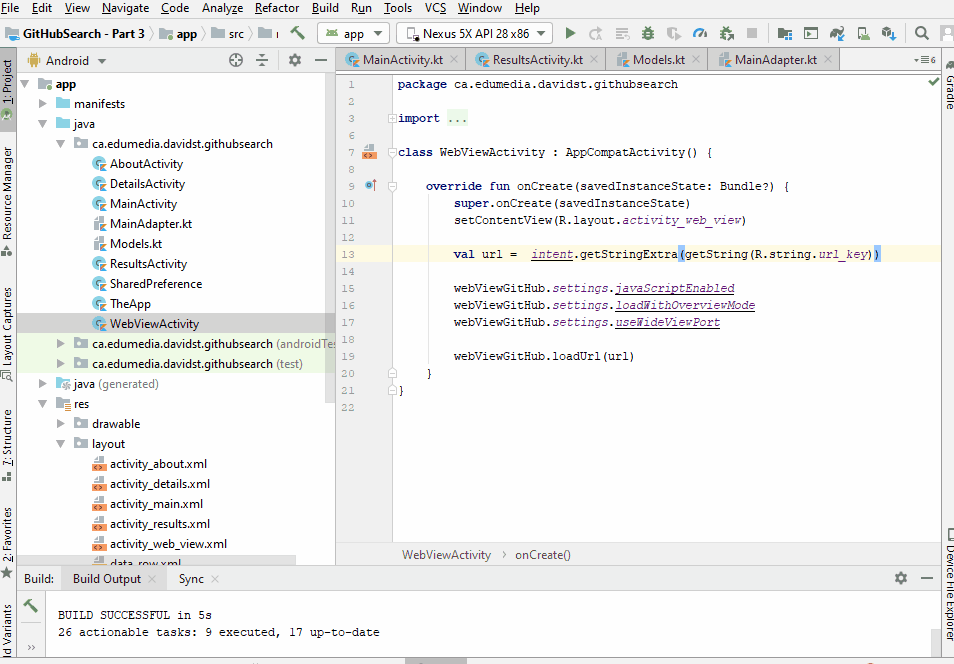 File Edit View Navigate Code Analyze Refactor Build Run Tools VCS Window Help
GitHubSearch - Part 3 app src app Nexus 5X API 28 x86
Android
MainActivity.kt ResultsActivity.kt Models.kt MainAdapter.kt 6
1: Project
Resource Manager
Layout Captures
7: Structure
2: Favorites
ld Variants
app
manifests
java
ca.edumedia.davidst.githubsearch
AboutActivity
DetailsActivity
MainActivity
MainAdapter.kt
Models.kt
ResultsActivity
SharedPreference
TheApp
WebViewActivity
ca.edumedia.davidst.githubsearch (androidTes
ca.edumedia.davidst.githubsearch (test)
java (generated)
res
drawable
layout
activity_about.xml
activity_details.xml
activity_main.xml
activity_results.xml
activity_web_view.xml
data_row.xml
1 package ca.edumedia.davidst.githubsearch
2
3 import ...
6
7 class WebViewActivity : AppCompatActivity() {
8
9 override fun onCreate(savedInstanceState: Bundle?) {
10 super.onCreate(savedInstanceState)
11 setContentView(R.layout.activity_web_view)
12
13 val url = intent.getStringExtra(getString(R.string.url_key))
14
15 webViewGitHub.settings.javaScriptEnabled
16 webViewGitHub.settings.loadWithOverviewMode
17 webViewGitHub.settings.useWideViewPort
18
19 webViewGitHub.loadUrl(url)
20 }
21 }
22
WebViewActivity › onCreate()
Gradle
Device File Explorer
Build: Build Output Sync
BUILD SUCCESSFUL in 5s
26 actionable tasks: 9 executed, 17 up-to-date